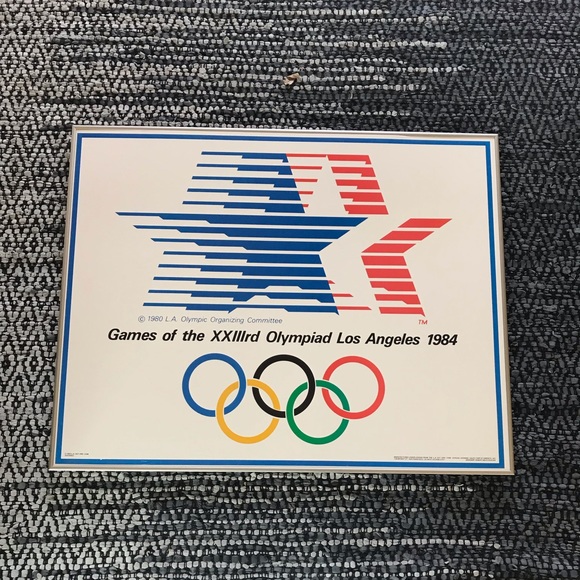 © 1980 L.A. Olympic Organizing Committee
TM
Games of the XXIIIrd Olympiad Los Angeles 1984